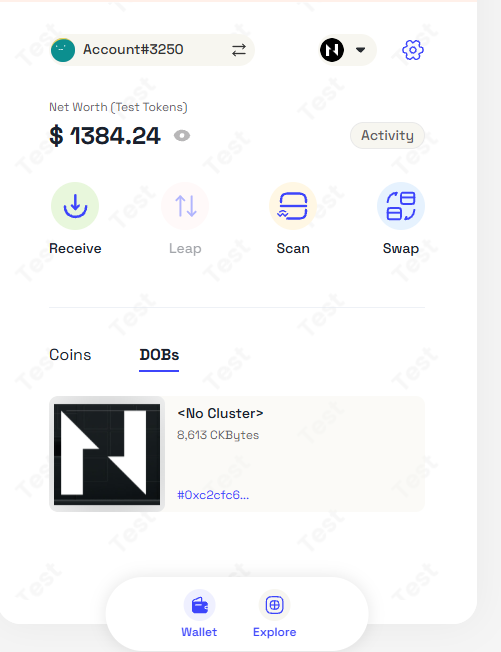 Account#3250
Net Worth (Test Tokens)
$ 1384.24
Activity
Receive
Leap
Scan
Swap
Coins
DOBs
<No Cluster>
8,613 CKBytes
#0xc2cfc6...
Wallet
Explore
Test